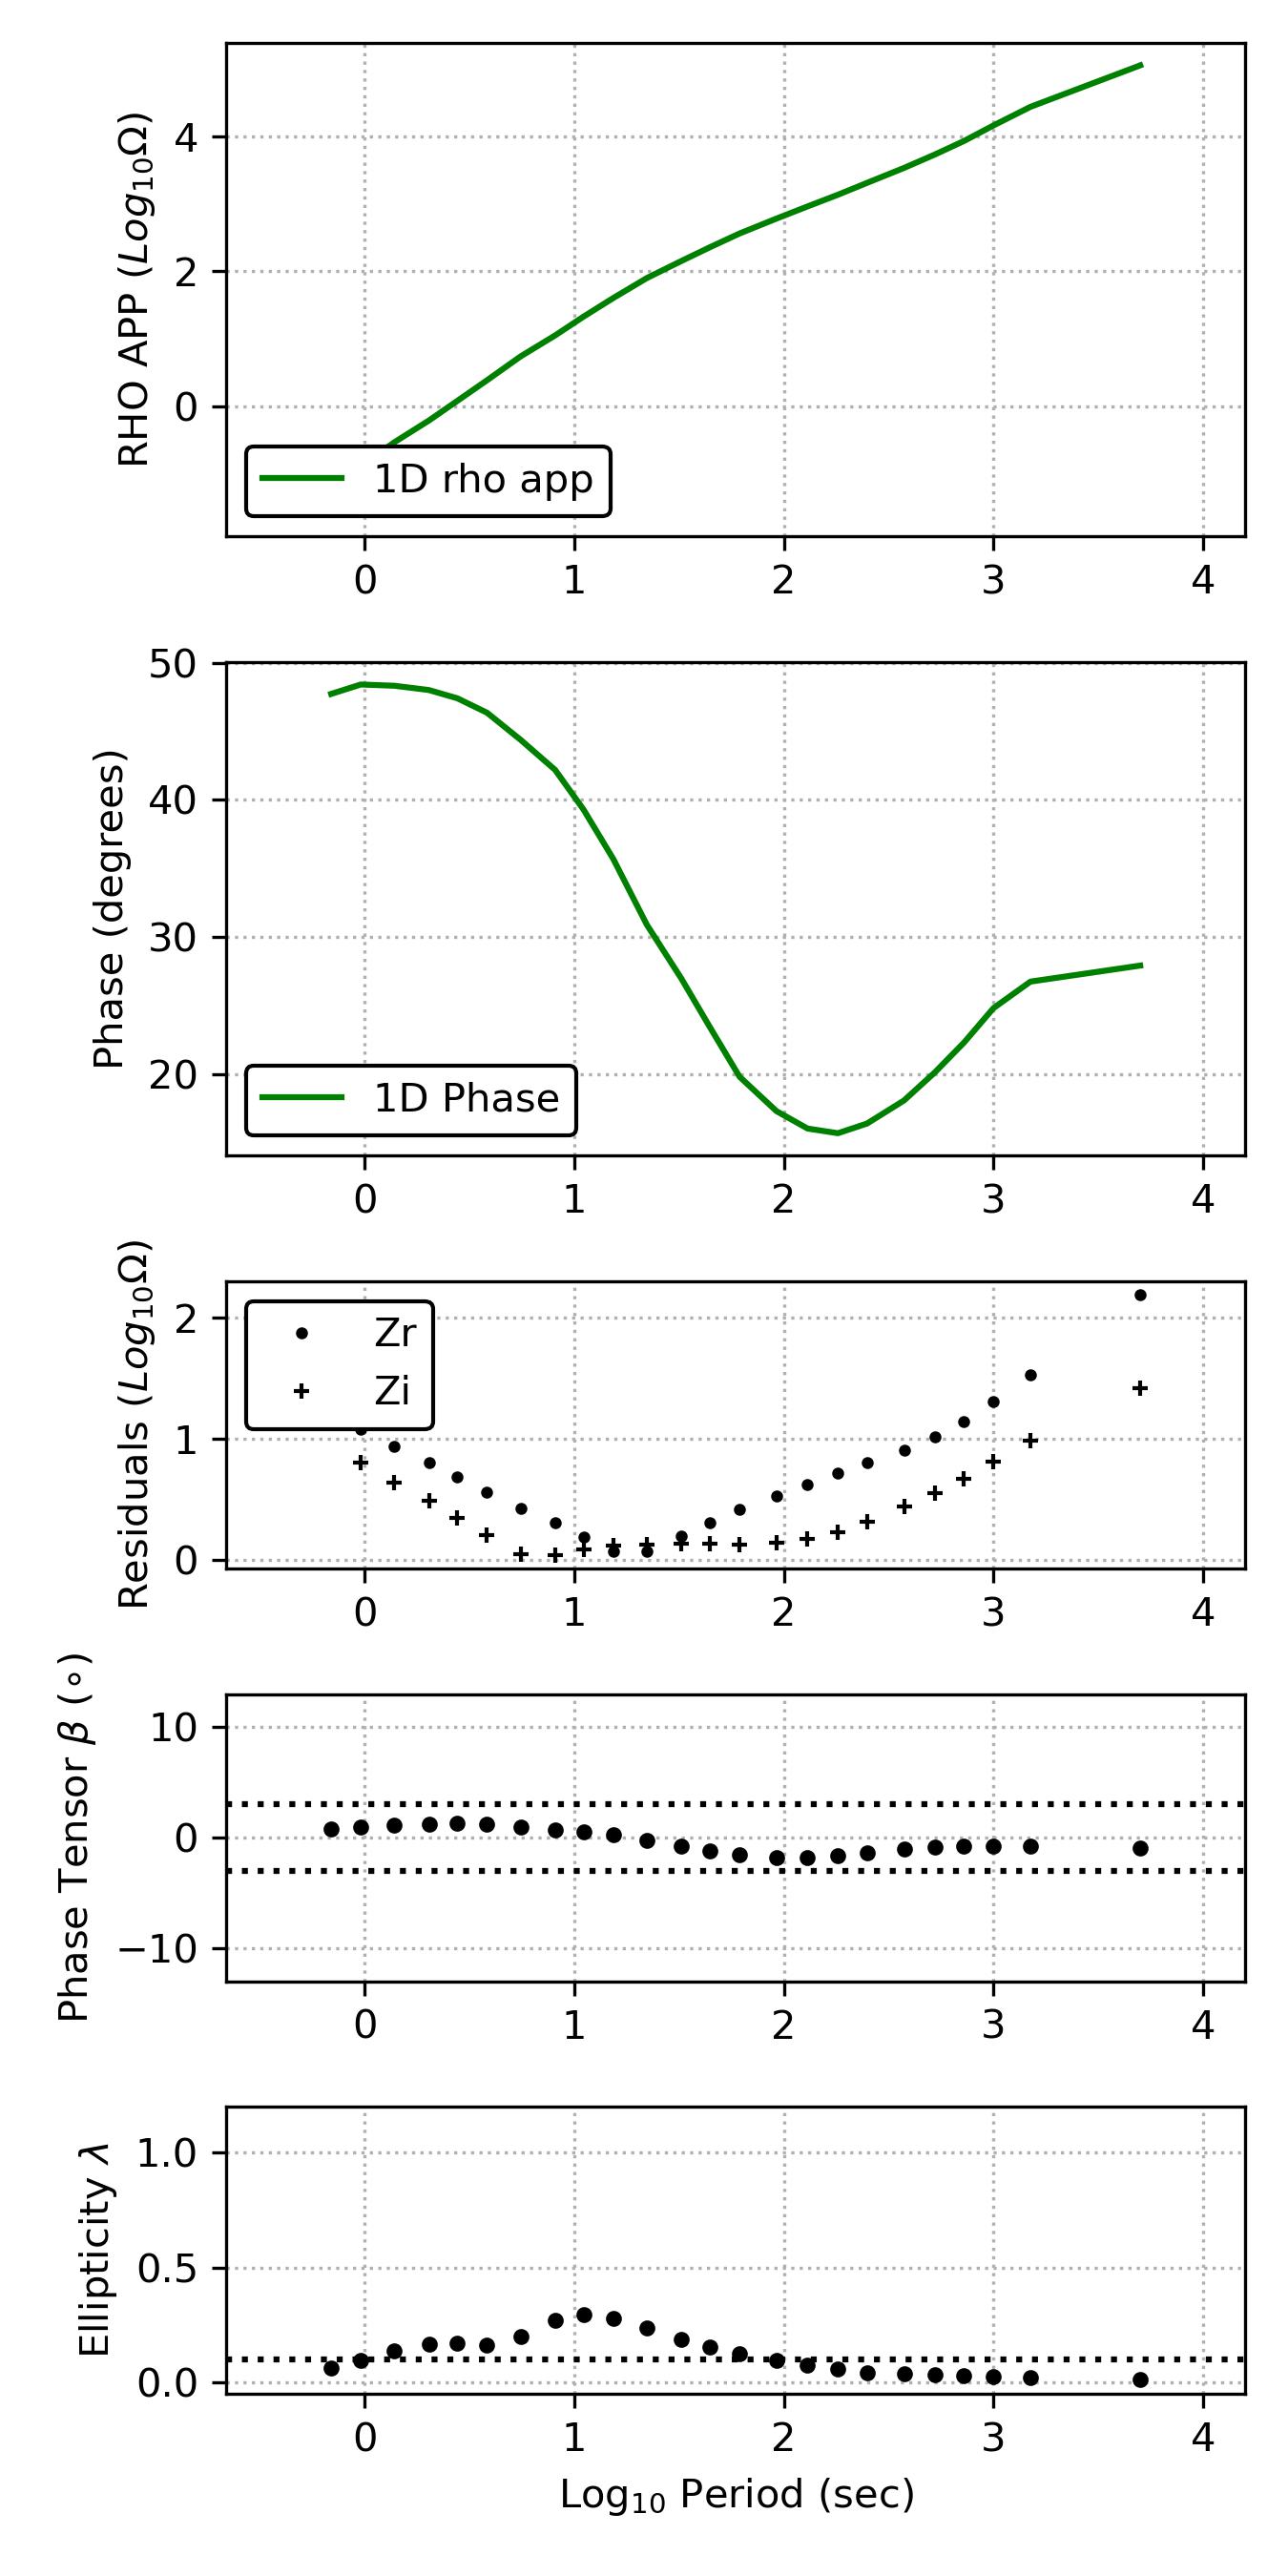 RHO APP (Log₁₀Ω)
4
2
0
1D rho app
0 1 2 3 4
Phase (degrees)
50
40
30
20
1D Phase
0 1 2 3 4
Residuals (Log₁₀Ω)
2
1
0
Zr
Zi
0 1 2 3 4
Phase Tensor β (∘)
10
0
−10
0 1 2 3 4
Ellipticity λ
1.0
0.5
0.0
0 1 2 3 4
Log₁₀ Period (sec)